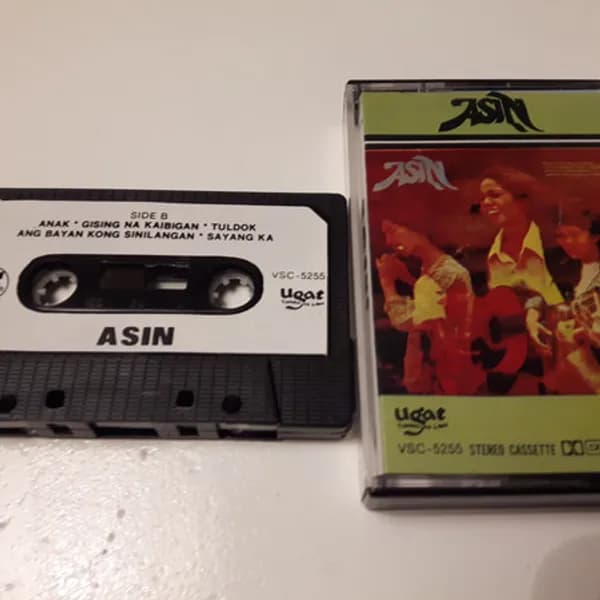 SIDE B
ANAK * GISING NA KAIBIGAN * TULDOK
ANG BAYAN KONG SINILANGAN * SAYANG KA
VSC-5255
Ugat
ASIN
ASIN
ASIN
Ugat
VSC-5255 STEREO CASSETTE